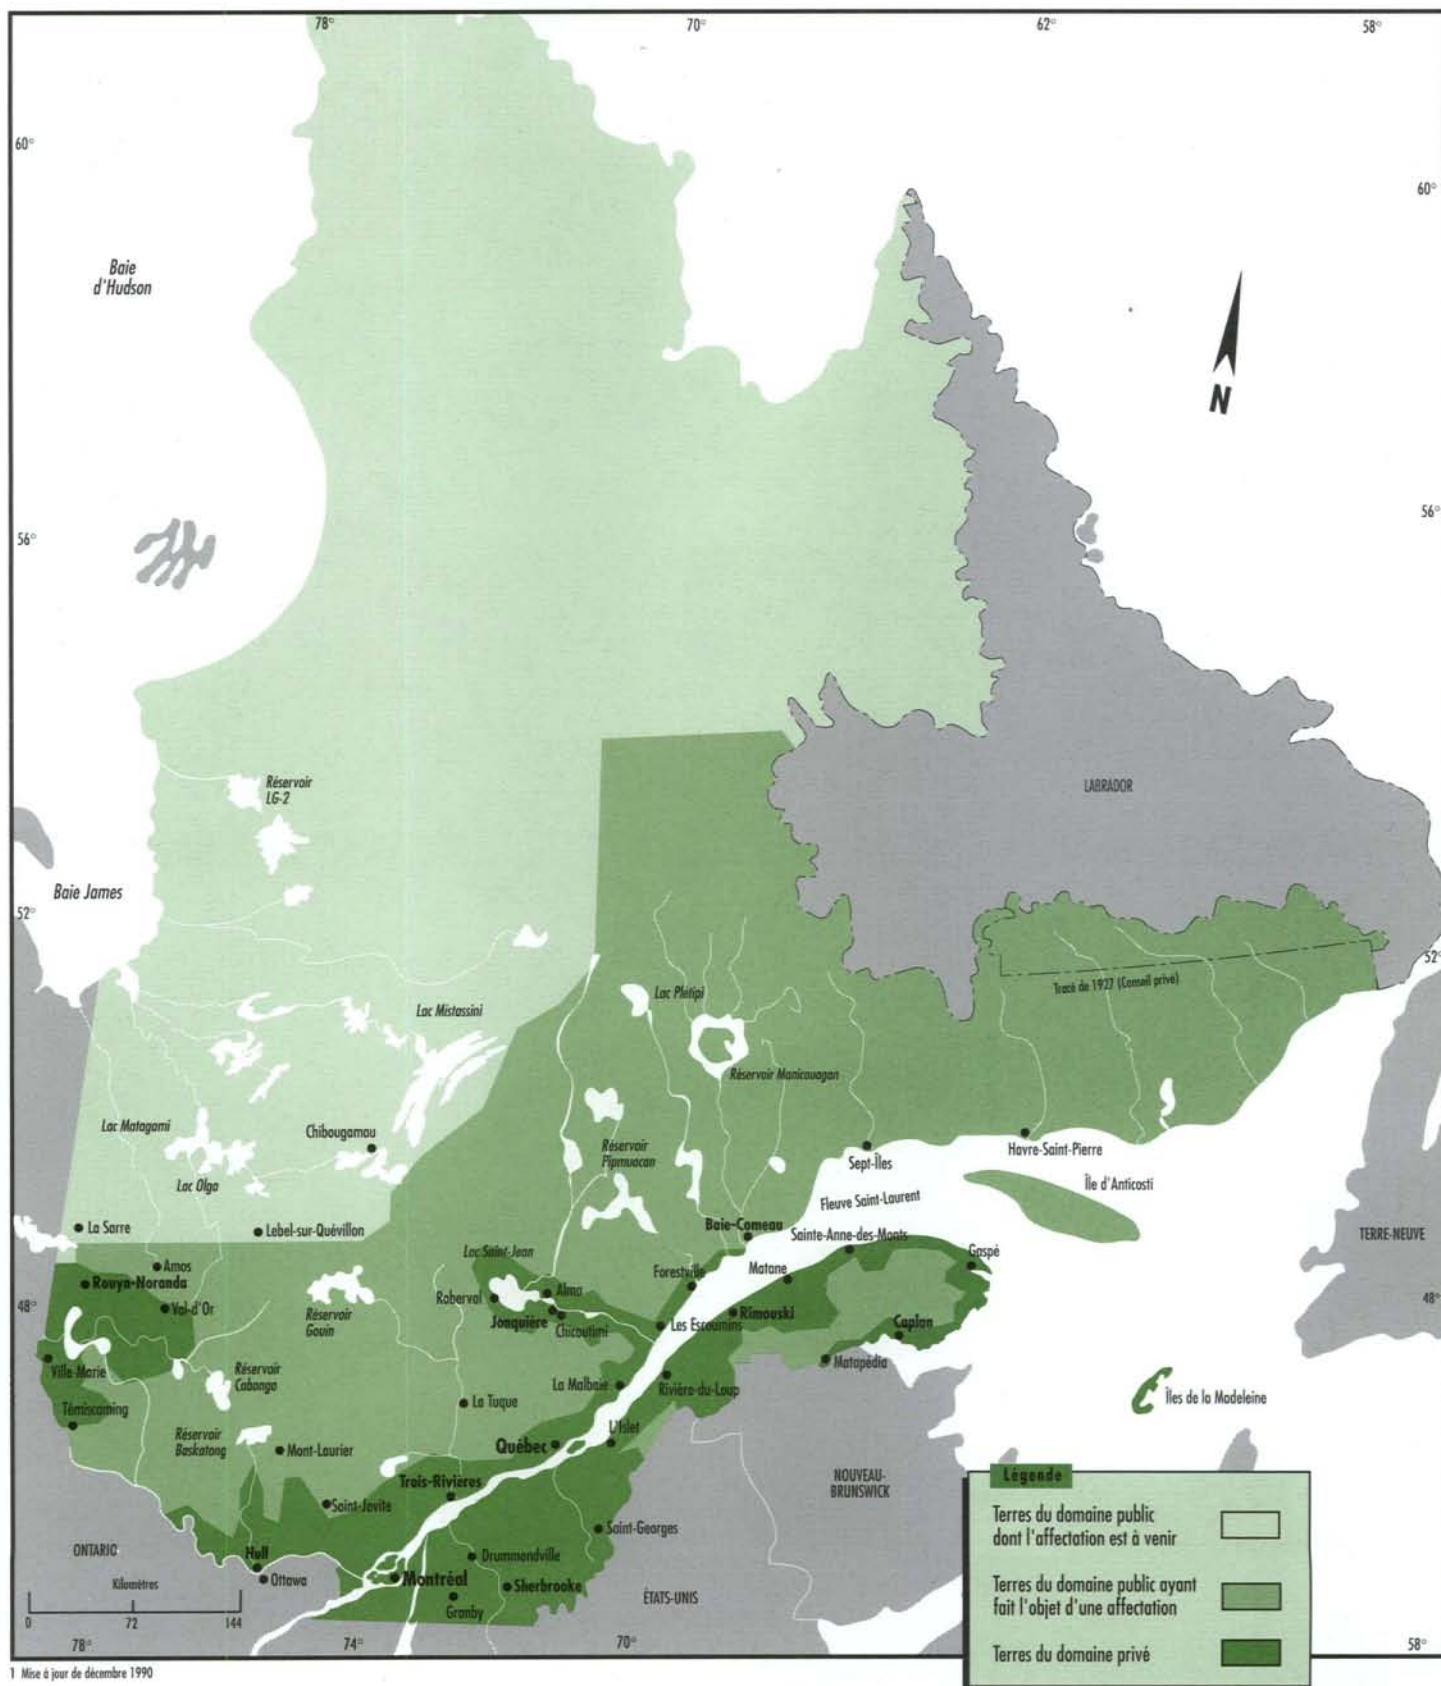 78°
70°
62°
58°
60°
60°
Baie
d'Hudson
N
56°
56°
Réservoir
LG-2
LABRADOR
Baie James
52°
52°
Tracé de 1927 (Conseil privé)
Lac Plétipi
Lac Mistassini
Réservoir Manicouagan
Lac Matagami
Chibougamau
Réservoir
Pipmuacan
Sept-Îles
Havre-Saint-Pierre
Lac Olga
Île d'Anticosti
Fleuve Saint-Laurent
La Sarre
Lebel-sur-Quévillon
Baie-Comeau
Sainte-Anne-des-Monts
TERRE-NEUVE
Lac Saint-Jean
Gaspé
Amos
Rouyn-Noranda
Forestville
Matane
Alma
Roberval
48°
48°
Val-d'Or
Réservoir
Gouin
Jonquière
Chicoutimi
Rimouski
Les Escoumins
Caplan
Matapédia
Ville-Marie
Réservoir
Cabonga
La Malbaie
Rivière-du-Loup
Îles de la Madeleine
Témiscaming
La Tuque
L'Islet
Réservoir
Baskatong
Mont-Laurier
Québec
Trois-Rivières
NOUVEAU-
BRUNSWICK
Saint-Jovite
Saint-Georges
ONTARIO
Hull
Ottawa
Drummondville
Montréal
Sherbrooke
Granby
ÉTATS-UNIS
Kilomètres
0 72 144
78°
74°
70°
58°
Légende
Terres du domaine public
dont l'affectation est à venir
Terres du domaine public ayant
fait l'objet d'une affectation
Terres du domaine privé
1 Mise à jour de décembre 1990